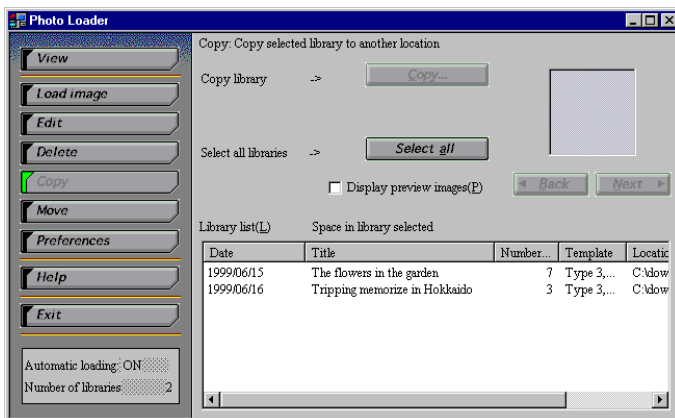 Photo Loader
View
Load image
Edit
Delete
Copy
Move
Preferences
Help
Exit
Automatic loading: ON
Number of libraries 2
Copy: Copy selected library to another location
Copy library -> Copy...
Select all libraries -> Select all
Display preview images(P)
Back Next
Library list(L) Space in library selected
Date Title Number... Template Locatic
1999/06/15 The flowers in the garden 7 Type 3,... C:\dow
1999/06/16 Tripping memorize in Hokkaido 3 Type 3,... C:\dow